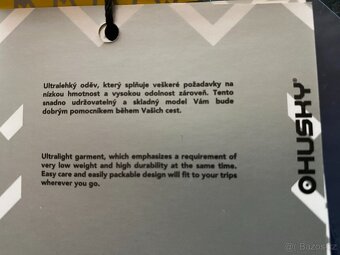 Ultralehký oděv, který splňuje veškeré požadavky na
nízkou hmotnost a vysokou odolnost zároveň. Tento
snadno udržovatelný a skladný model Vám bude
dobrým pomocníkem během Vašich cest.
Ultralight garment, which emphasizes a requirement of
very low weight and high durability at the same time.
Easy care and easily packable design will fit to your trips
wherever you go.
HUSKY
Bazoš.cz